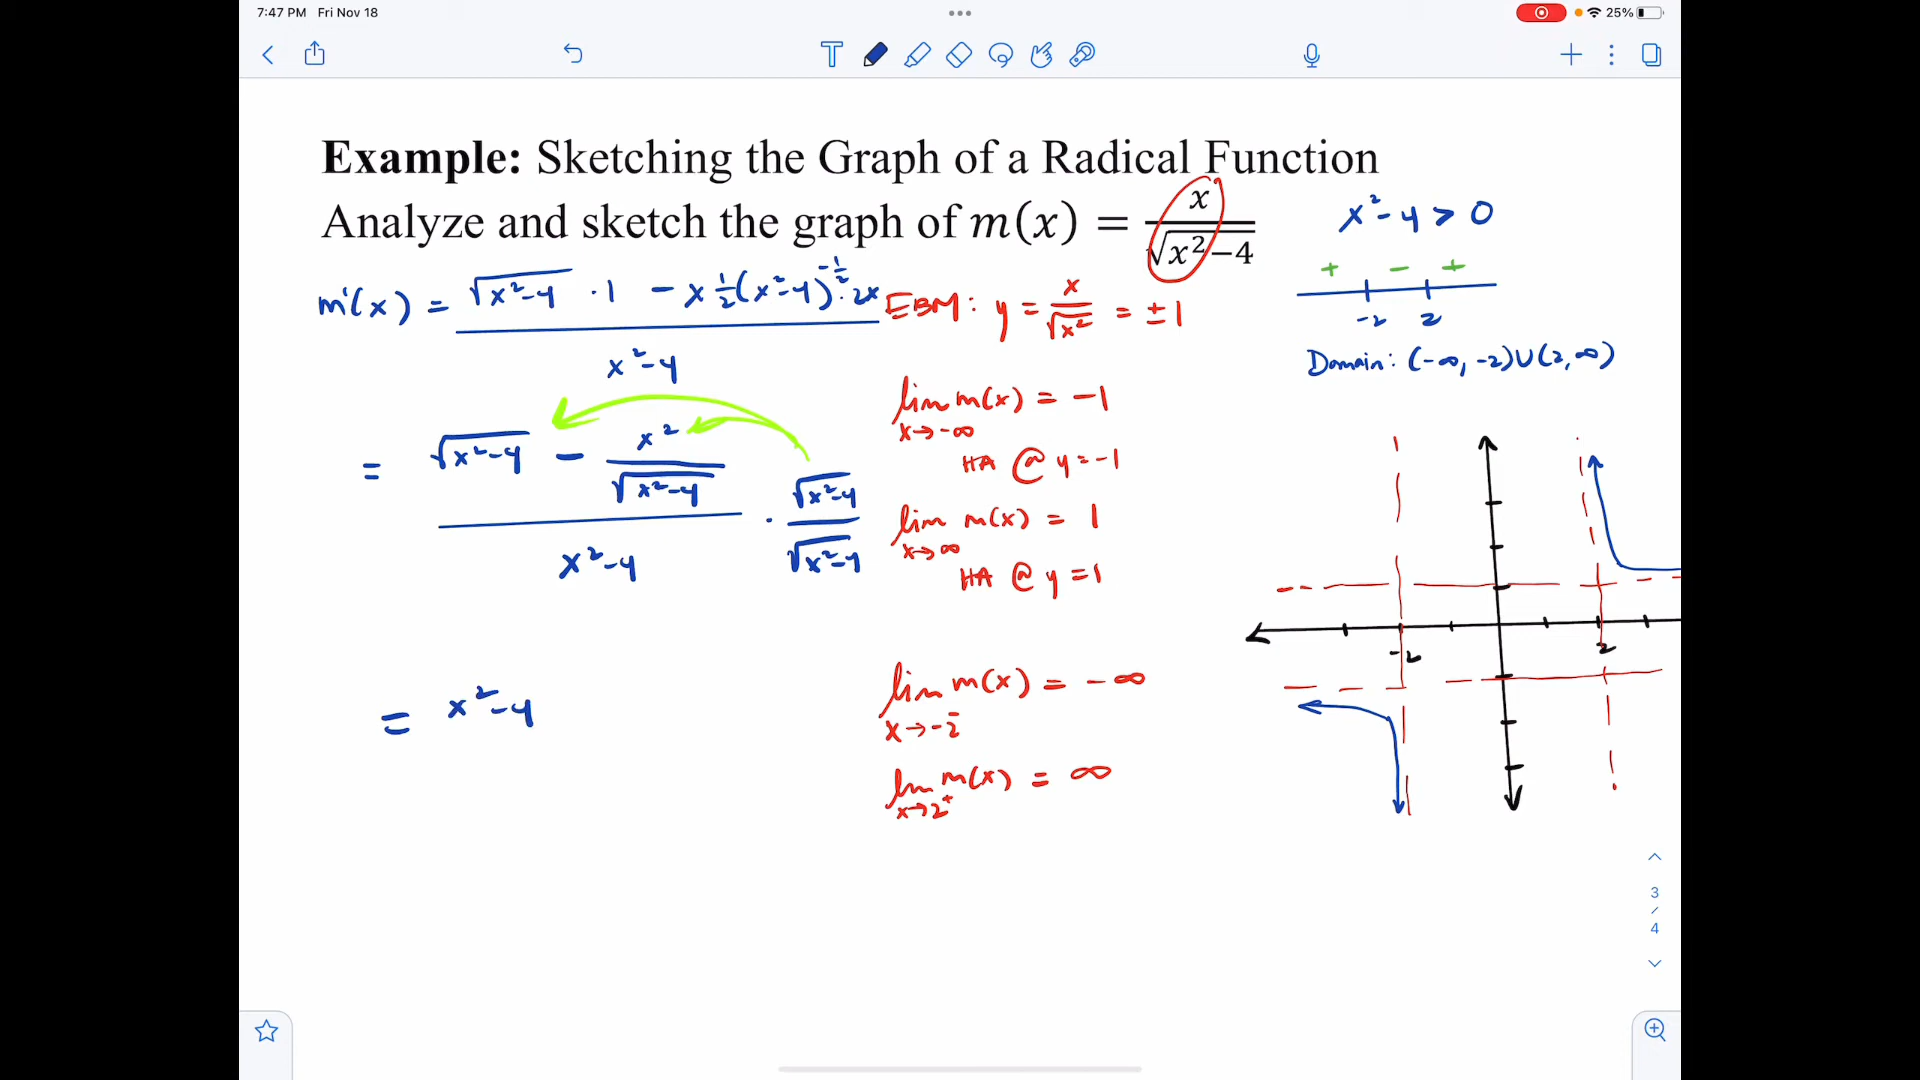 7:47 PM Fri Nov 18
25%
Example: Sketching the Graph of a Radical Function
Analyze and sketch the graph of m(x) = x / √(x² − 4)
x² − 4 > 0
+ − +
-2 2
Domain: (-∞, -2)∪(2, ∞)
m'(x) = (√(x²-4) · 1 − x ½(x²-4)^(-½) · 2x) / (x²-4)
= (√(x²-4) − x²/√(x²-4)) / (x²-4) · √(x²-4)/√(x²-4)
= x²-4
EBM: y = x/√x² = ±1
lim x→-∞ m(x) = -1
HA @ y = -1
lim x→∞ m(x) = 1
HA @ y = 1
lim x→-2⁻ m(x) = -∞
lim x→2⁺ m(x) = ∞
-2 2
3
/
4